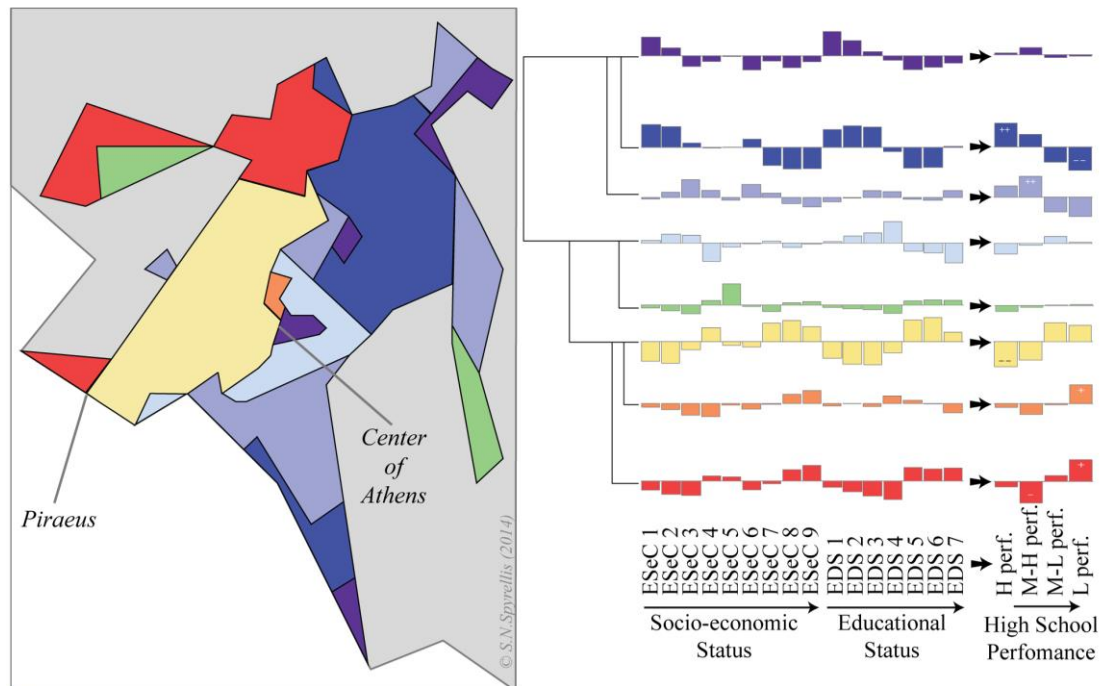 Piraeus
Center
of
Athens
© S.N.Spyrellis (2014)
++
--
++
--
+
+
-
ESeC 1
ESeC 2
ESeC 3
ESeC 4
ESeC 5
ESeC 6
ESeC 7
ESeC 8
ESeC 9
EDS 1
EDS 2
EDS 3
EDS 4
EDS 5
EDS 6
EDS 7
H perf.
M-H perf.
M-L perf.
L perf.
Socio-economic
Status
Educational
Status
High School
Perfomance